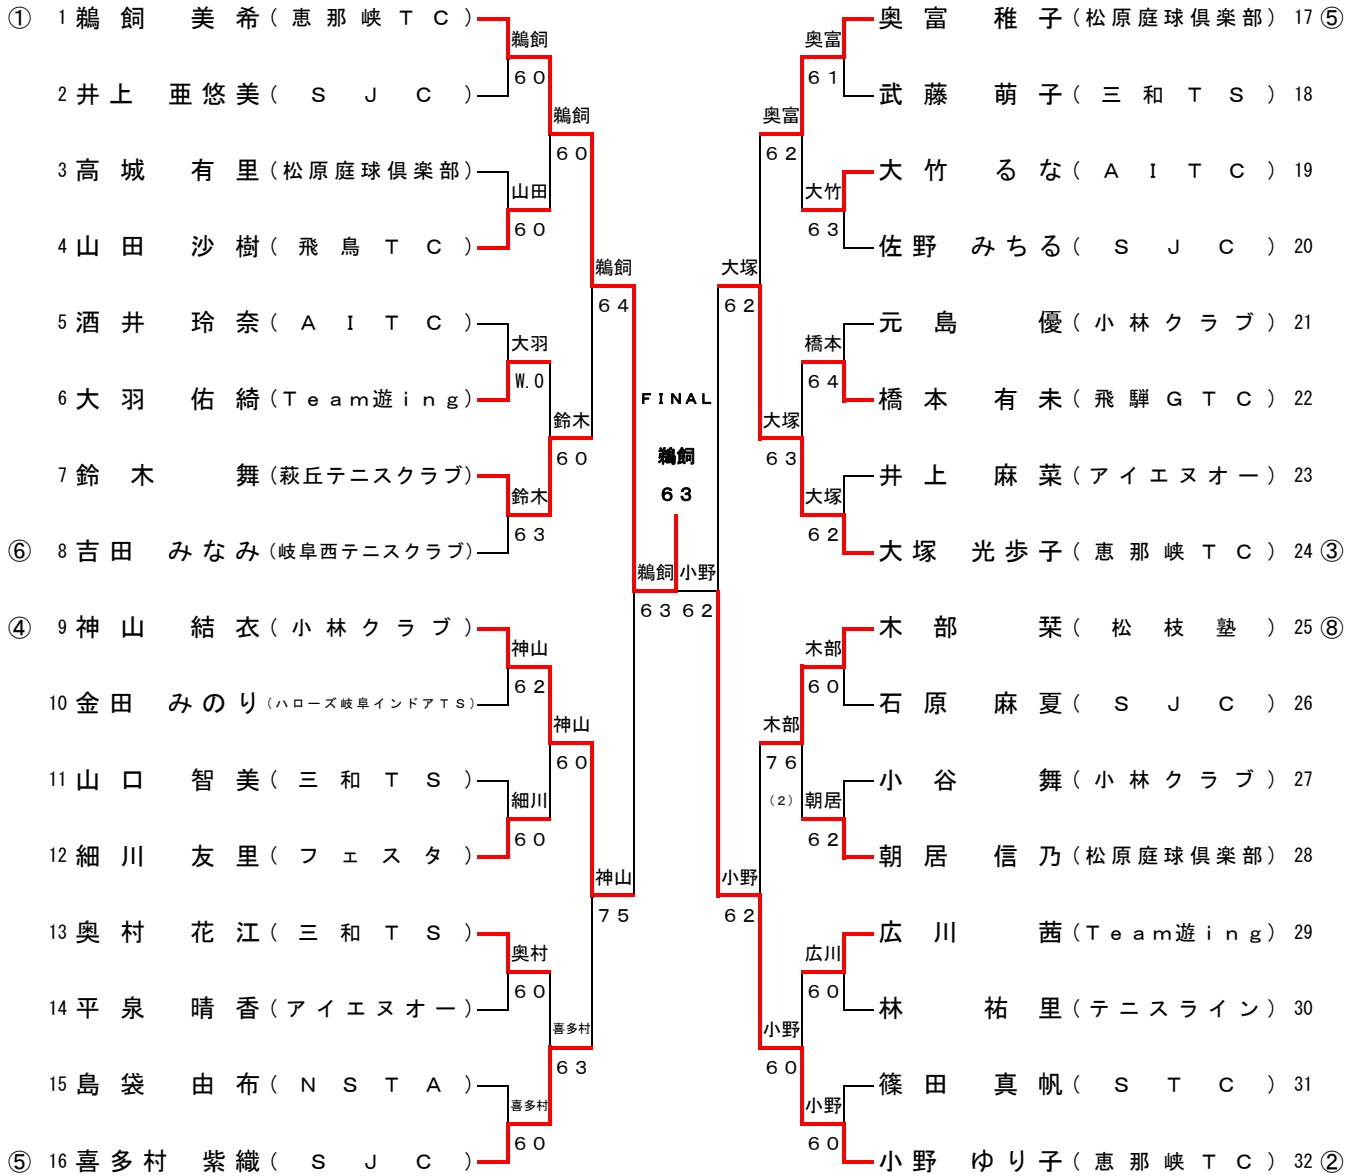 ① 1 鵜飼 美希 (恵那峡TC)
鵜飼
60
2 井上 亜悠美 (SJC)
鵜飼
60
3 高城 有里 (松原庭球倶楽部)
山田
60
4 山田 沙樹 (飛鳥TC)
鵜飼
64
5 酒井 玲奈 (AITC)
大羽
W.O
6 大羽 佑綺 (Team遊ing)
鈴木
60
7 鈴木 舞 (萩丘テニスクラブ)
鈴木
63
⑥ 8 吉田 みなみ (岐阜西テニスクラブ)
鵜飼
63
④ 9 神山 結衣 (小林クラブ)
神山
62
10 金田 みのり (ハローズ岐阜インドアTS)
神山
60
11 山口 智美 (三和TS)
細川
60
12 細川 友里 (フェスタ)
神山
75
13 奥村 花江 (三和TS)
奥村
60
14 平泉 晴香 (アイエヌオー)
喜多村
63
15 島袋 由布 (NSTA)
喜多村
60
⑤ 16 喜多村 紫織 (SJC)
FINAL
鵜飼
63
奥富 稚子 (松原庭球倶楽部) 17 ⑤
奥富
61
武藤 萌子 (三和TS) 18
奥富
62
大竹 るな (AITC) 19
大竹
63
佐野 みちる (SJC) 20
大塚
62
元島 優 (小林クラブ) 21
橋本
64
橋本 有未 (飛騨GTC) 22
大塚
63
井上 麻菜 (アイエヌオー) 23
大塚
62
大塚 光歩子 (恵那峡TC) 24 ③
小野
62
木部 栞 (松枝塾) 25 ⑧
木部
60
石原 麻夏 (SJC) 26
木部
76
(2)
小谷 舞 (小林クラブ) 27
朝居
62
朝居 信乃 (松原庭球倶楽部) 28
小野
62
広川 茜 (Team遊ing) 29
広川
60
林 祐里 (テニスライン) 30
小野
60
篠田 真帆 (STC) 31
小野
60
小野 ゆり子 (恵那峡TC) 32 ②